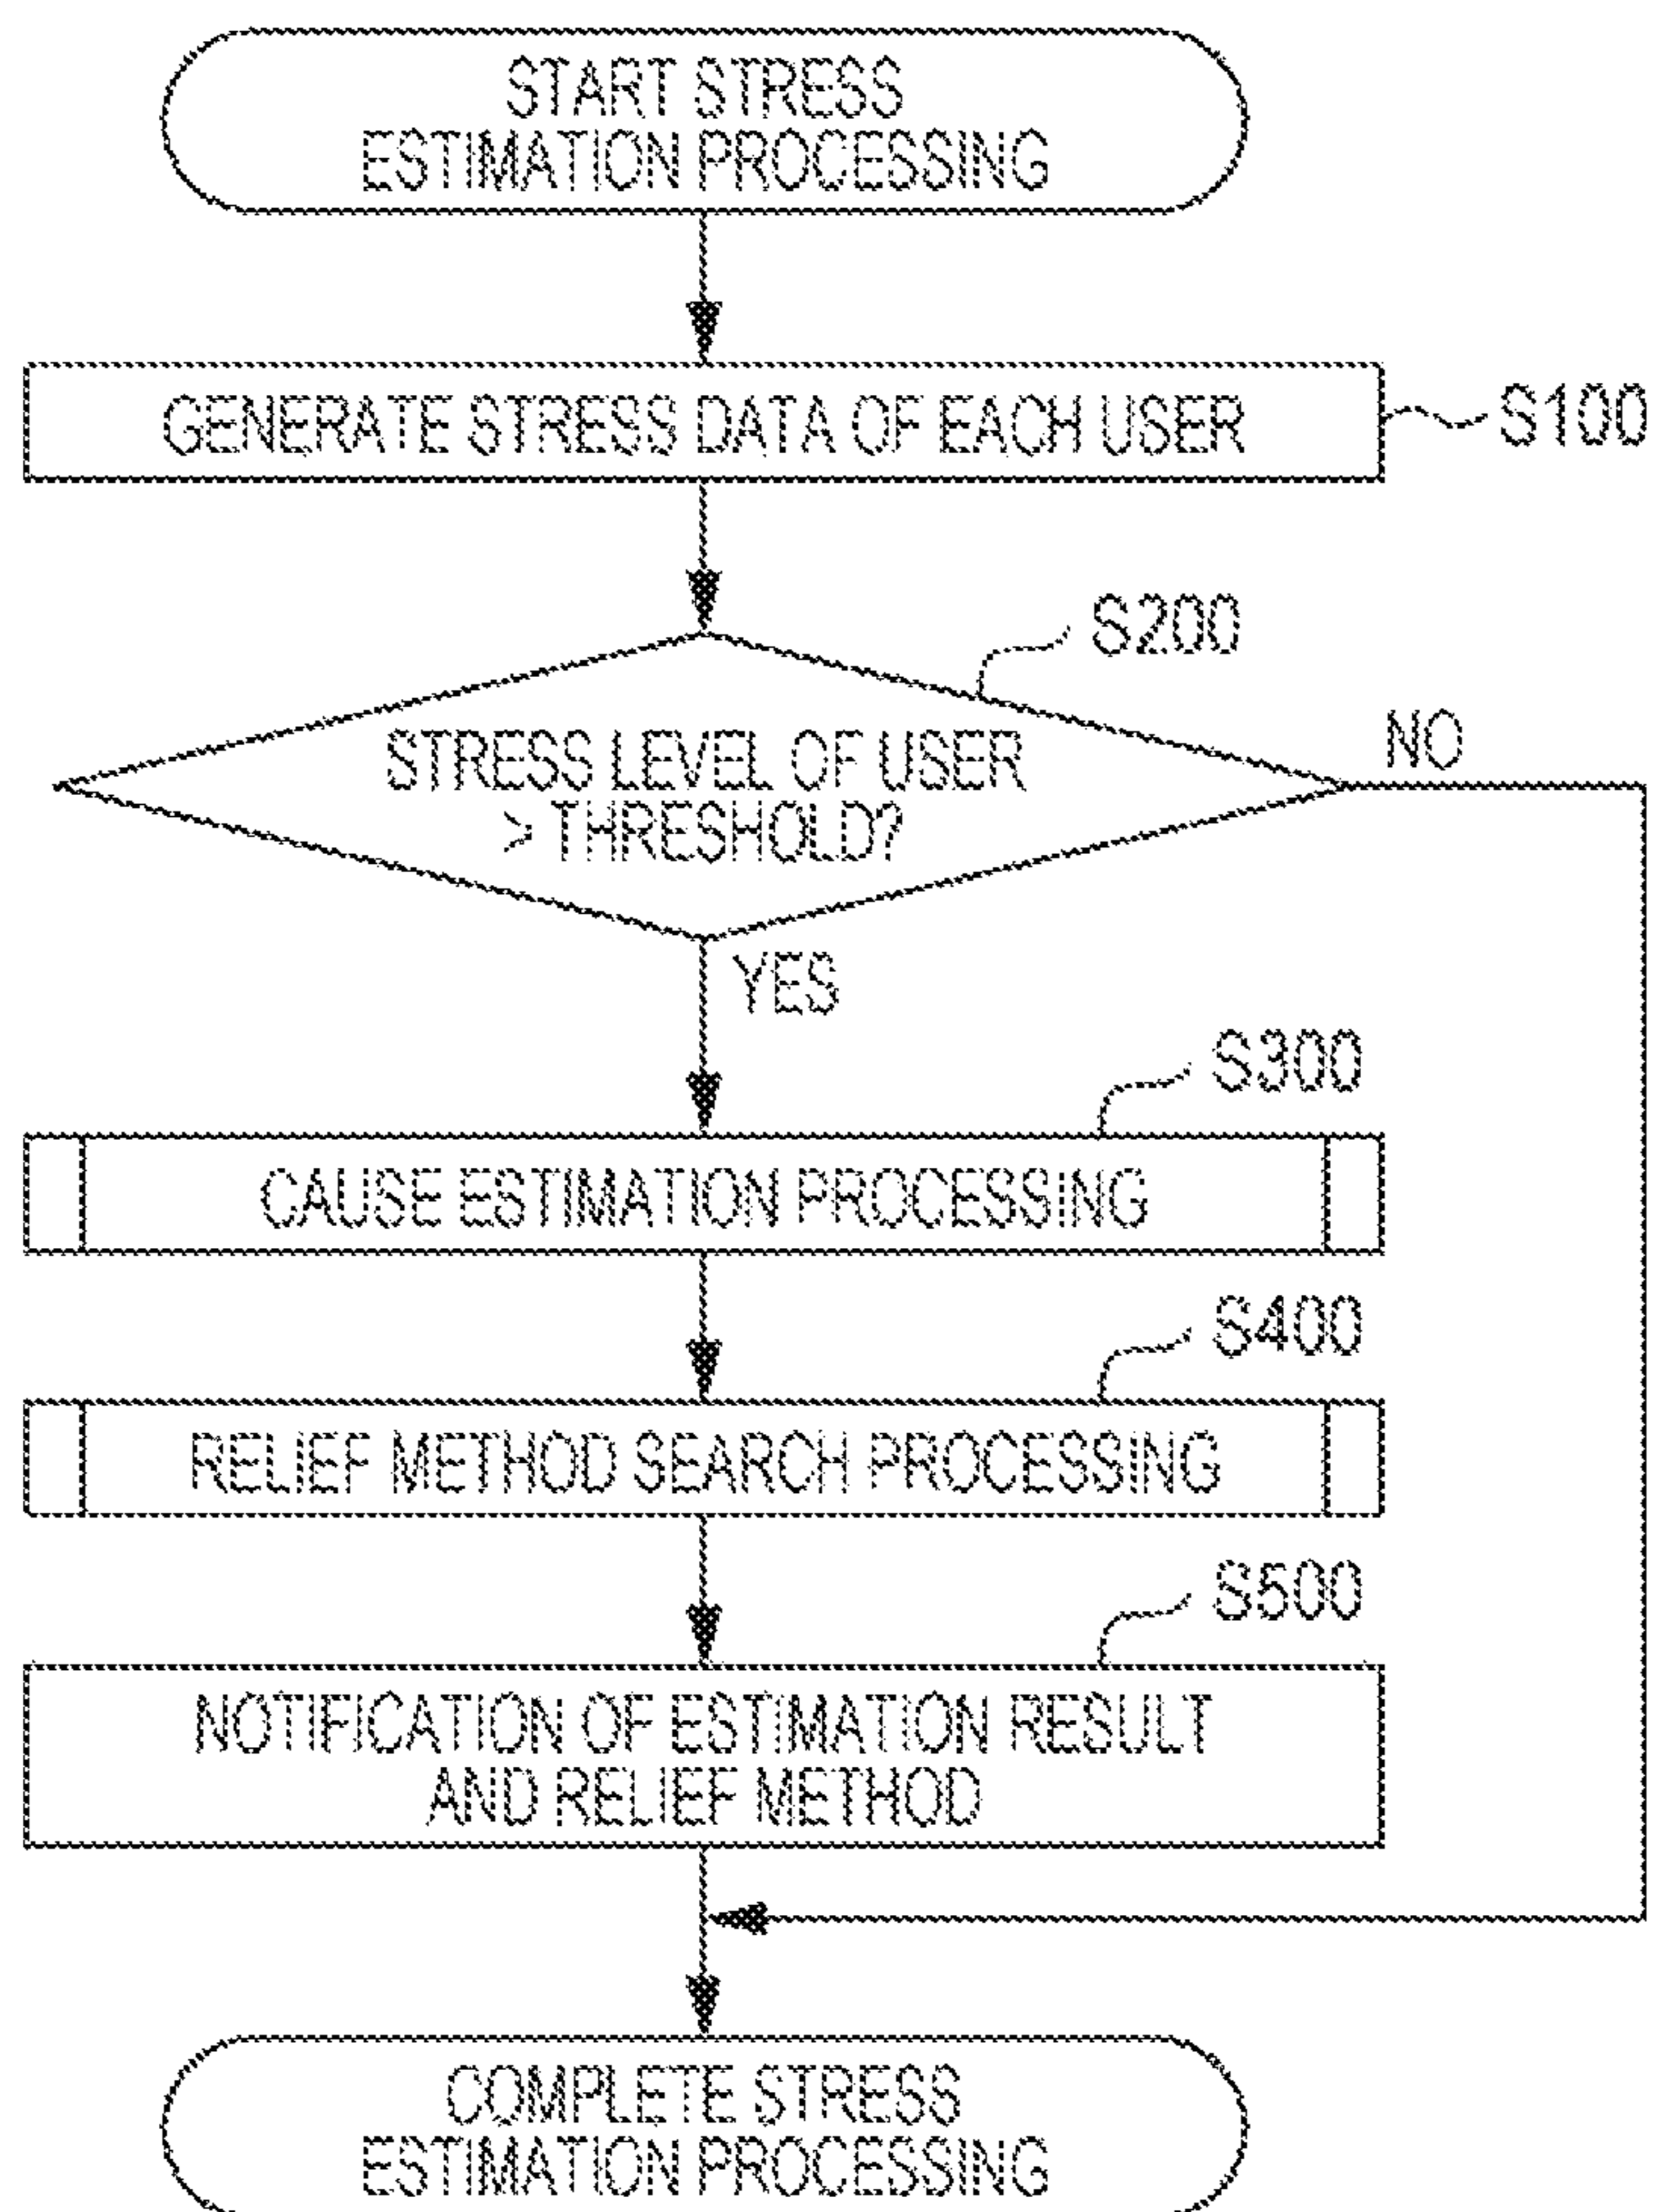 START STRESS
ESTIMATION PROCESSING
GENERATE STRESS DATA OF EACH USER
S100
S200
STRESS LEVEL OF USER
> THRESHOLD?
NO
YES
S300
CAUSE ESTIMATION PROCESSING
S400
RELIEF METHOD SEARCH PROCESSING
S500
NOTIFICATION OF ESTIMATION RESULT
AND RELIEF METHOD
COMPLETE STRESS
ESTIMATION PROCESSING